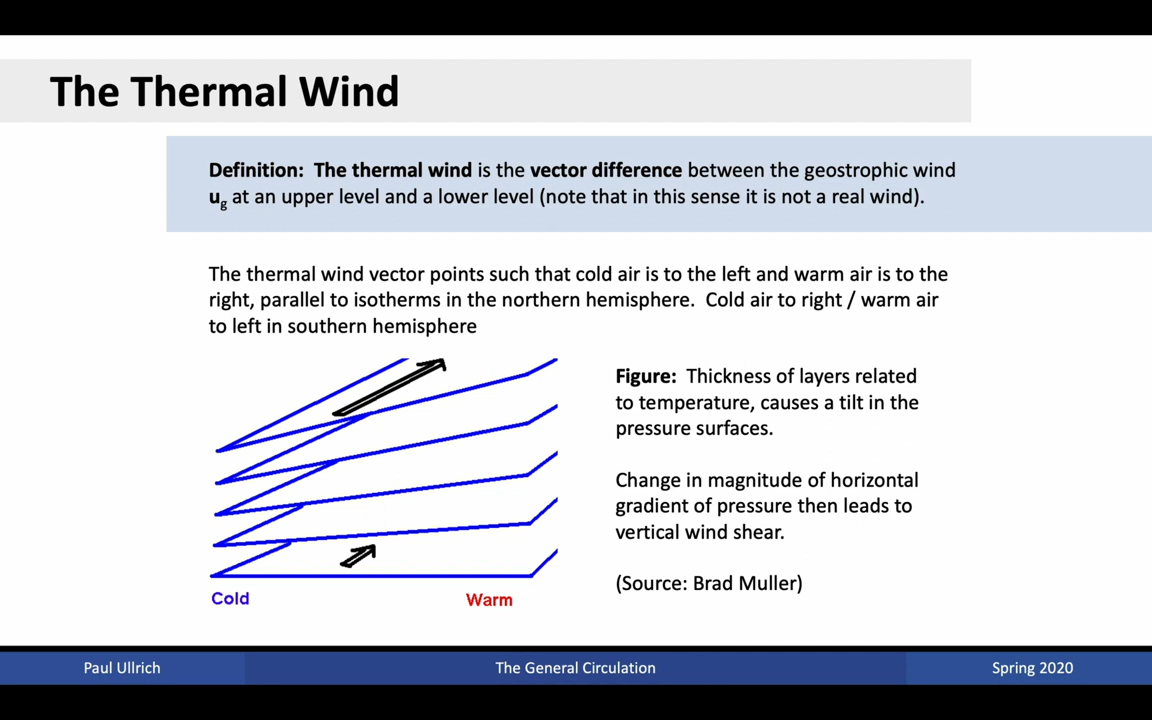 The Thermal Wind
Definition: The thermal wind is the vector difference between the geostrophic wind
ug at an upper level and a lower level (note that in this sense it is not a real wind).
The thermal wind vector points such that cold air is to the left and warm air is to the
right, parallel to isotherms in the northern hemisphere. Cold air to right / warm air
to left in southern hemisphere
Figure: Thickness of layers related
to temperature, causes a tilt in the
pressure surfaces.
Change in magnitude of horizontal
gradient of pressure then leads to
vertical wind shear.
(Source: Brad Muller)
Cold
Warm
Paul Ullrich
The General Circulation
Spring 2020